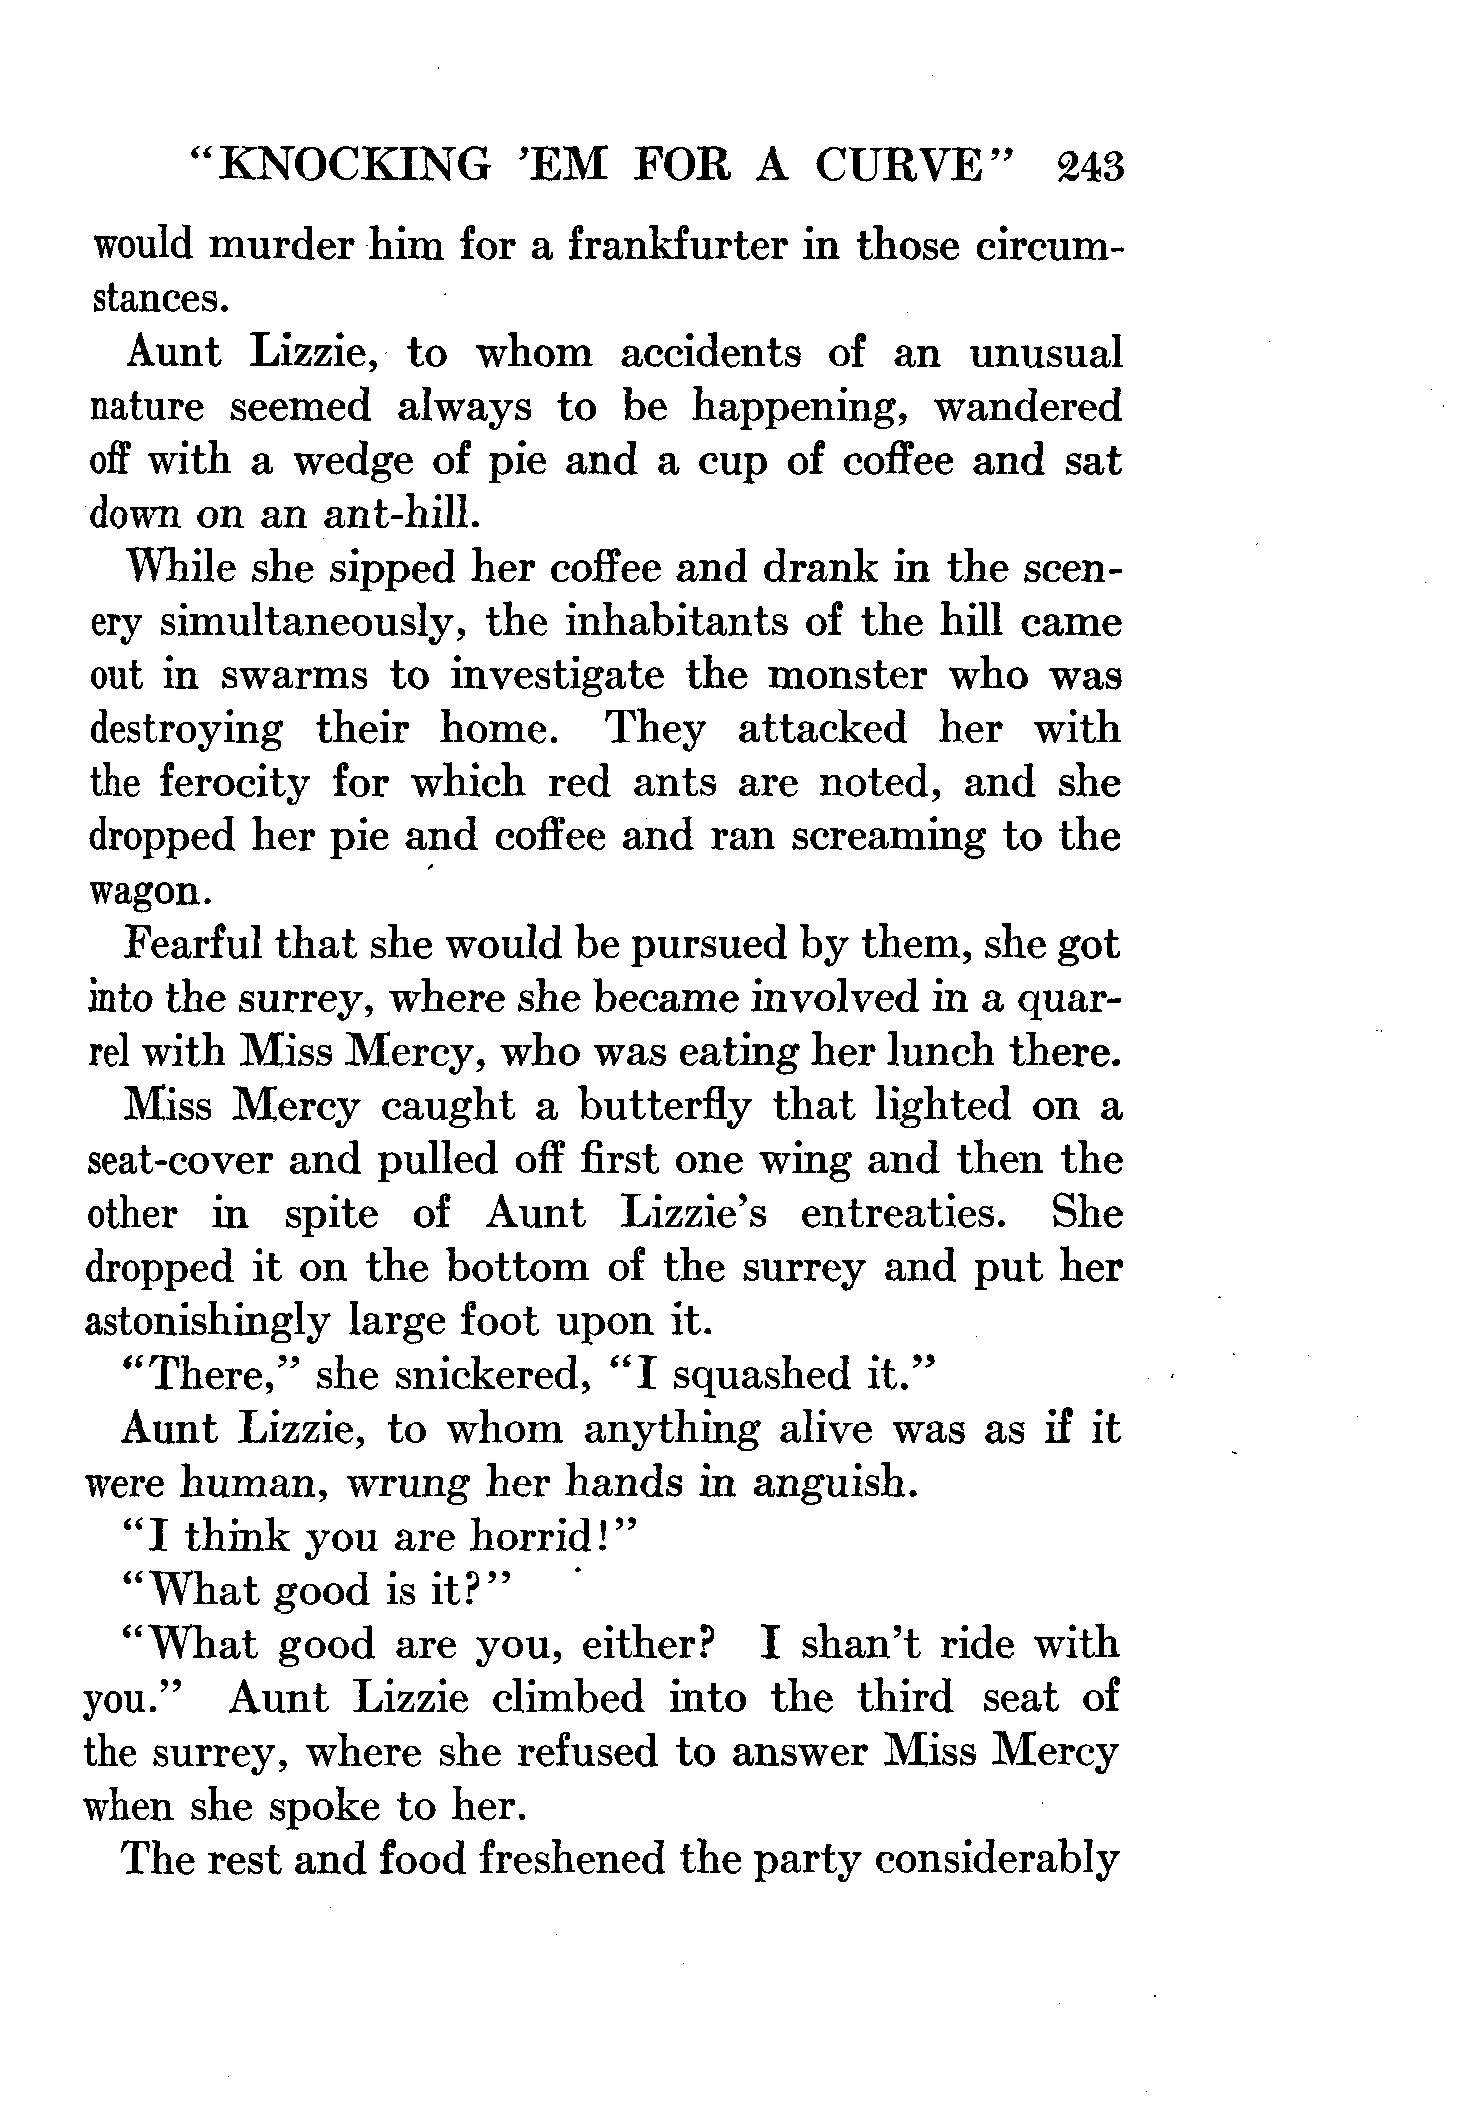 “KNOCKING ’EM FOR A CURVE” 243
would murder him for a frankfurter in those circum-
stances.
Aunt Lizzie, to whom accidents of an unusual
nature seemed always to be happening, wandered
off with a wedge of pie and a cup of coffee and sat
down on an ant-hill.
While she sipped her coffee and drank in the scen-
ery simultaneously, the inhabitants of the hill came
out in swarms to investigate the monster who was
destroying their home. They attacked her with
the ferocity for which red ants are noted, and she
dropped her pie and coffee and ran screaming to the
wagon.
Fearful that she would be pursued by them, she got
into the surrey, where she became involved in a quar-
rel with Miss Mercy, who was eating her lunch there.
Miss Mercy caught a butterfly that lighted on a
seat-cover and pulled off first one wing and then the
other in spite of Aunt Lizzie’s entreaties. She
dropped it on the bottom of the surrey and put her
astonishingly large foot upon it.
“There,” she snickered, “I squashed it.”
Aunt Lizzie, to whom anything alive was as if it
were human, wrung her hands in anguish.
“I think you are horrid!”
“What good is it?”
“What good are you, either? I shan’t ride with
you.” Aunt Lizzie climbed into the third seat of
the surrey, where she refused to answer Miss Mercy
when she spoke to her.
The rest and food freshened the party considerably